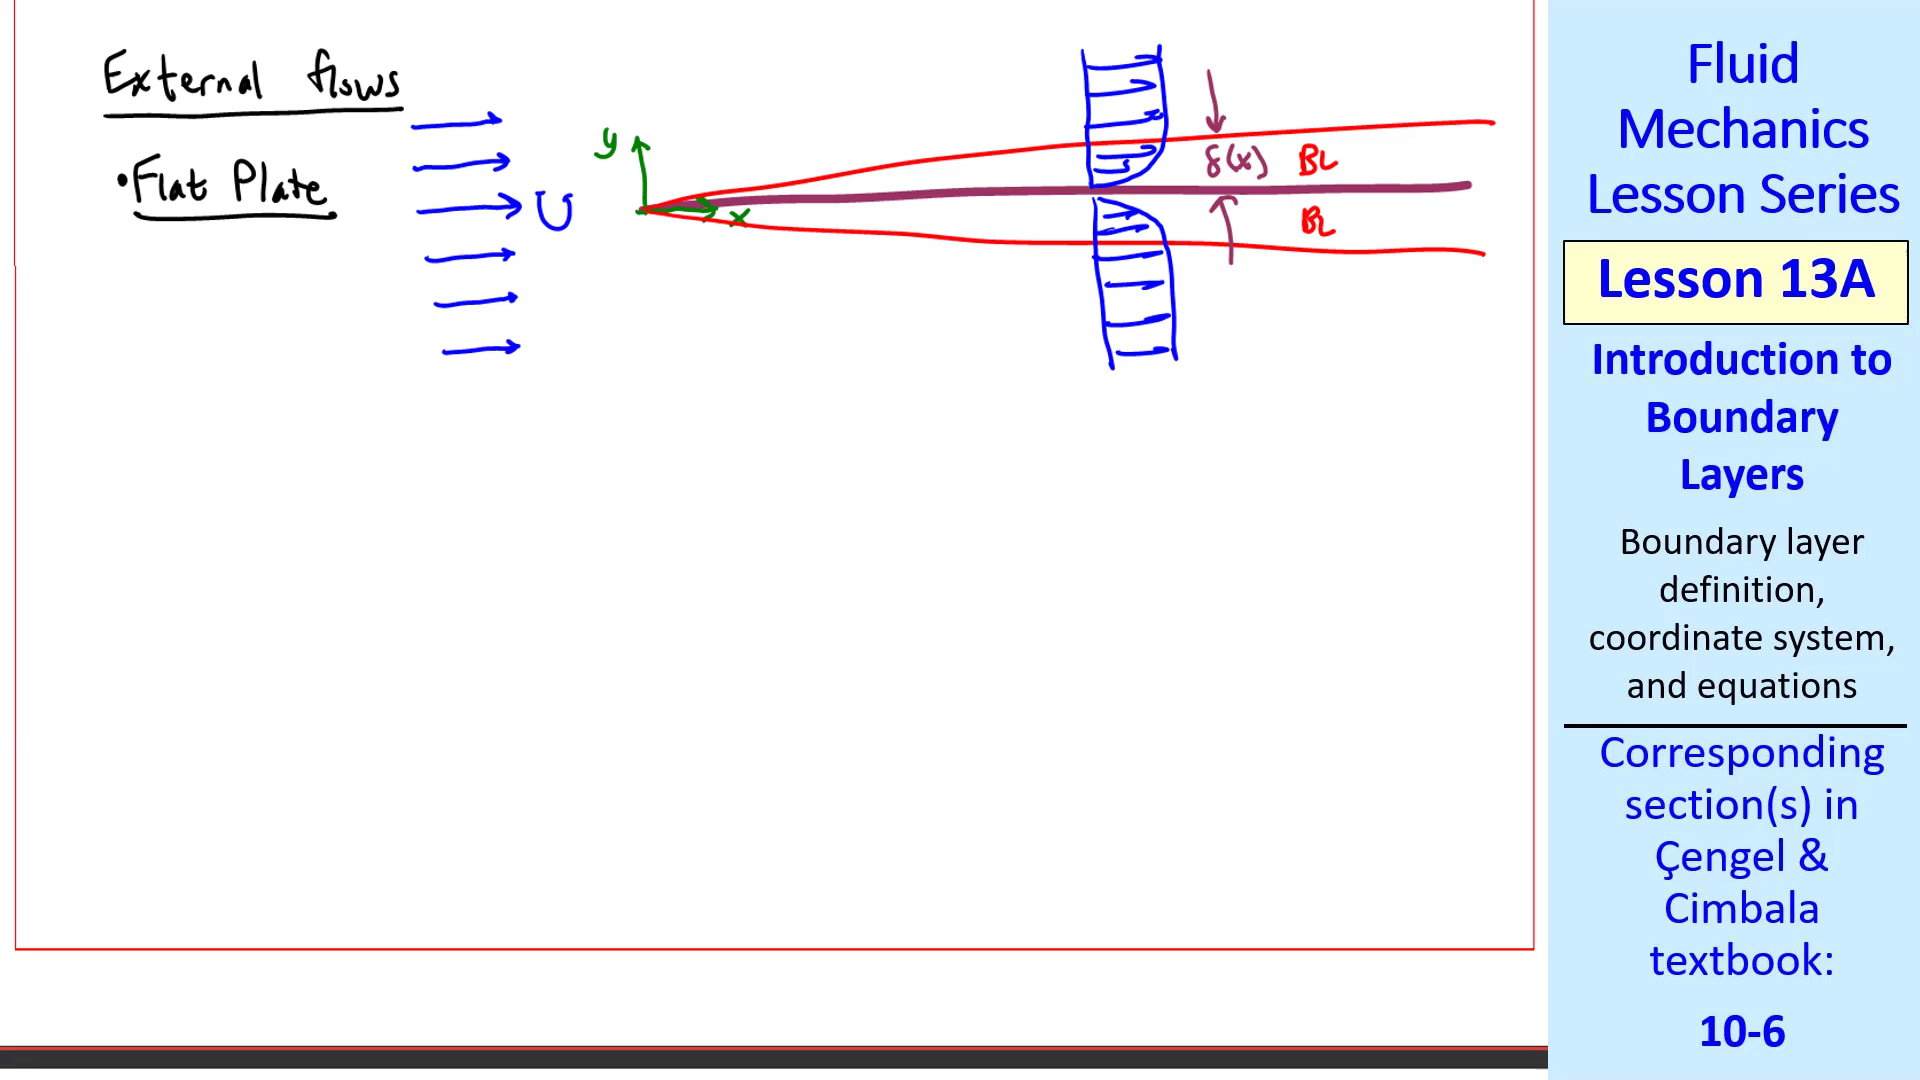 External flows
• Flat Plate
U
y
x
δ(x)
BL
BL
Fluid
Mechanics
Lesson Series
Lesson 13A
Introduction to
Boundary
Layers
Boundary layer
definition,
coordinate system,
and equations
Corresponding
section(s) in
Çengel &
Cimbala
textbook:
10-6